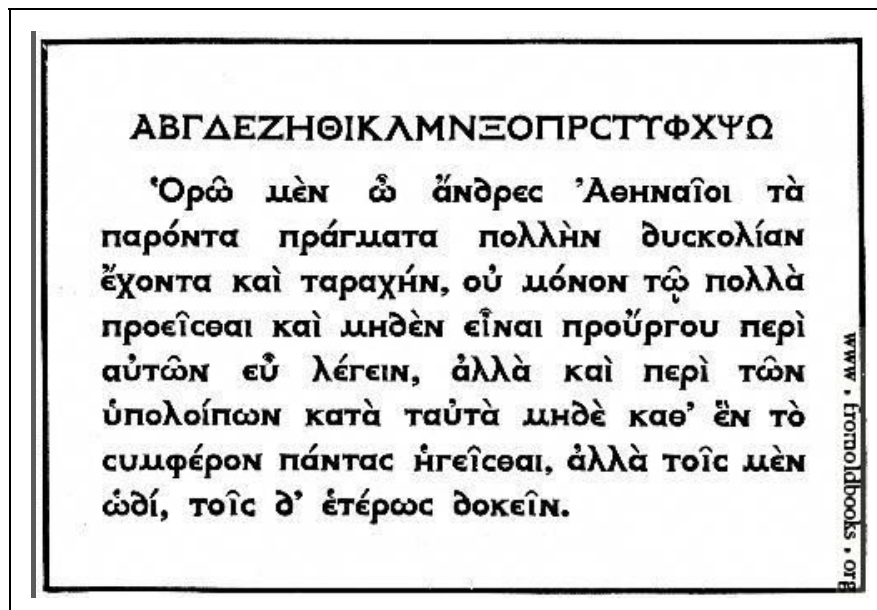 ΑΒΓΔΕΖΗΘΙΚΛΜΝΞΟΠΡϹΤΥΦΧΨΩ
Ὁρῶ μὲν ὦ ἄνδρες Ἀθηναῖοι τὰ
παρόντα πράγματα πολλὴν δυσκολίαν
ἔχοντα καὶ ταραχήν, οὐ μόνον τῷ πολλὰ
προεῖσθαι καὶ μηδὲν εἶναι προὔργου περὶ
αὐτῶν εὖ λέγειν, ἀλλὰ καὶ περὶ τῶν
ὑπολοίπων κατὰ ταὐτὰ μηδὲ καθ’ ἓν τὸ
συμφέρον πάντας ἡγεῖσθαι, ἀλλὰ τοῖς μὲν
ὡδί, τοῖς δ’ ἑτέρως δοκεῖν.
www . fromoldbooks . org